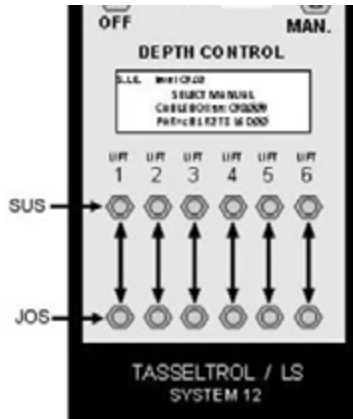 OFF
MAN.
DEPTH CONTROL
SELECT MANUAL
LIFT LIFT LIFT LIFT LIFT LIFT
1 2 3 4 5 6
SUS
JOS
TASSELTROL / LS
SYSTEM 12